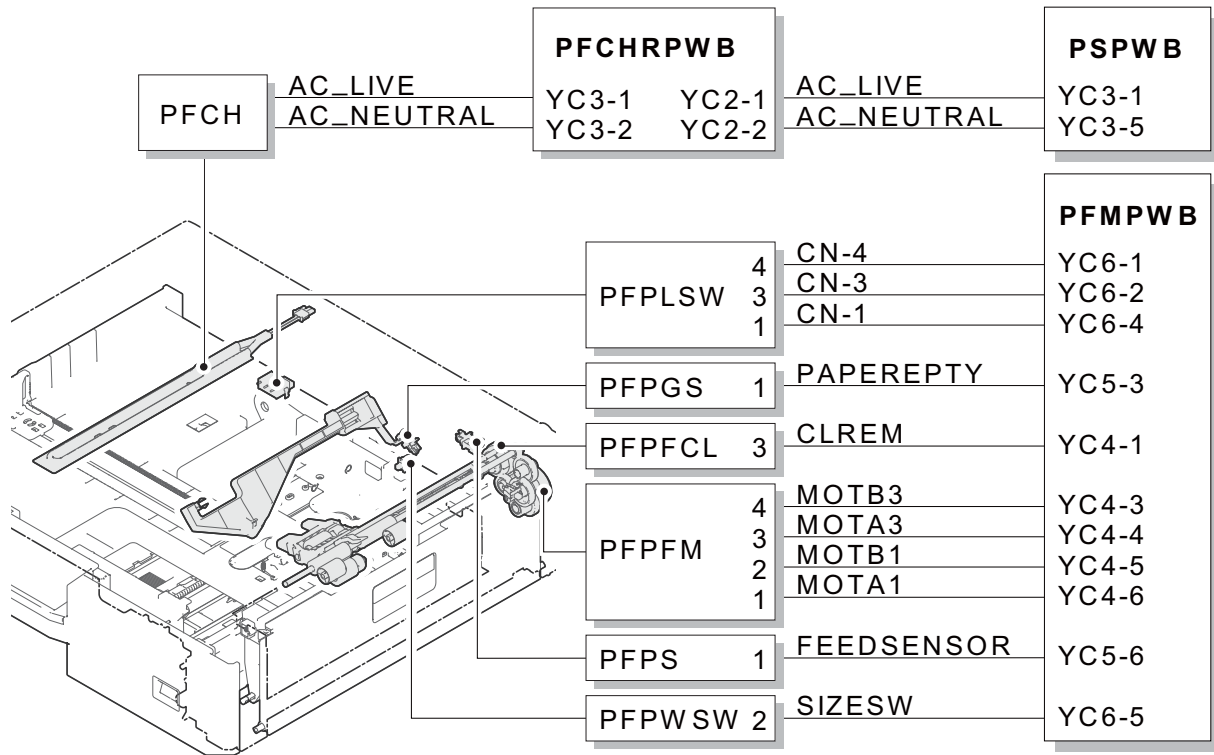 PFCHRPWB
PSPWB
PFCH
AC_LIVE
AC_NEUTRAL
YC3-1 YC2-1
YC3-2 YC2-2
AC_LIVE
AC_NEUTRAL
YC3-1
YC3-5
PFMPWB
PFPLSW
4 CN-4 YC6-1
3 CN-3 YC6-2
1 CN-1 YC6-4
PFPGS 1 PAPEREPTY YC5-3
PFPFCL 3 CLREM YC4-1
PFPFM
4 MOTB3 YC4-3
3 MOTA3 YC4-4
2 MOTB1 YC4-5
1 MOTA1 YC4-6
PFPS 1 FEEDSENSOR YC5-6
PFPWSW 2 SIZESW YC6-5